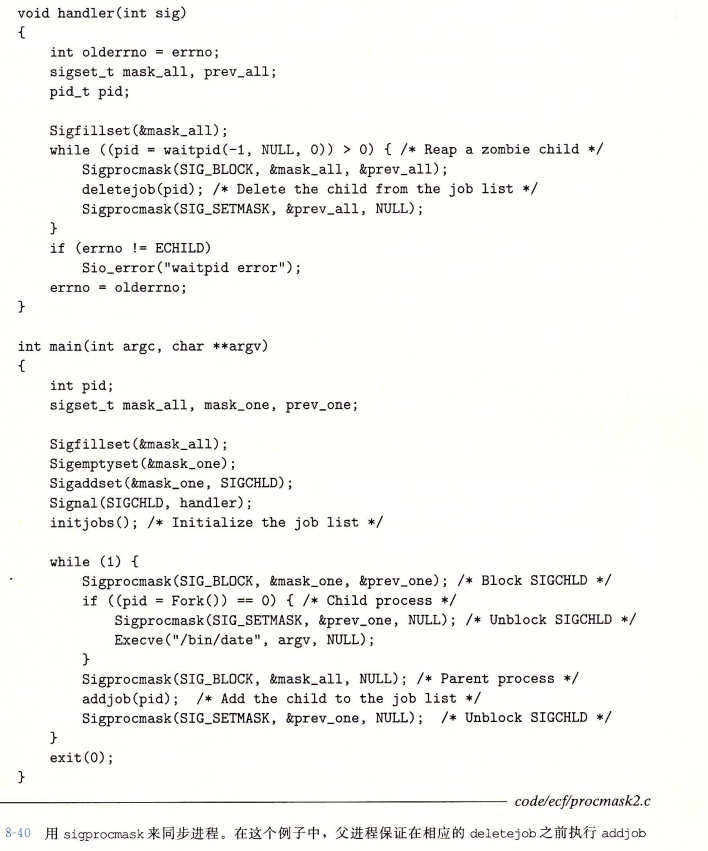 void handler(int sig)
{
    int olderrno = errno;
    sigset_t mask_all, prev_all;
    pid_t pid;

    Sigfillset(&mask_all);
    while ((pid = waitpid(-1, NULL, 0)) > 0) { /* Reap a zombie child */
        Sigprocmask(SIG_BLOCK, &mask_all, &prev_all);
        deletejob(pid); /* Delete the child from the job list */
        Sigprocmask(SIG_SETMASK, &prev_all, NULL);
    }
    if (errno != ECHILD)
        Sio_error("waitpid error");
    errno = olderrno;
}

int main(int argc, char **argv)
{
    int pid;
    sigset_t mask_all, mask_one, prev_one;

    Sigfillset(&mask_all);
    Sigemptyset(&mask_one);
    Sigaddset(&mask_one, SIGCHLD);
    Signal(SIGCHLD, handler);
    initjobs(); /* Initialize the job list */

    while (1) {
        Sigprocmask(SIG_BLOCK, &mask_one, &prev_one); /* Block SIGCHLD */
        if ((pid = Fork()) == 0) { /* Child process */
            Sigprocmask(SIG_SETMASK, &prev_one, NULL); /* Unblock SIGCHLD */
            Execve("/bin/date", argv, NULL);
        }
        Sigprocmask(SIG_BLOCK, &mask_all, NULL); /* Parent process */
        addjob(pid);  /* Add the child to the job list */
        Sigprocmask(SIG_SETMASK, &prev_one, NULL);  /* Unblock SIGCHLD */
    }
    exit(0);
}
code/ecf/procmask2.c
8-40 用 sigprocmask 来同步进程。在这个例子中，父进程保证在相应的 deletejob 之前执行 addjob